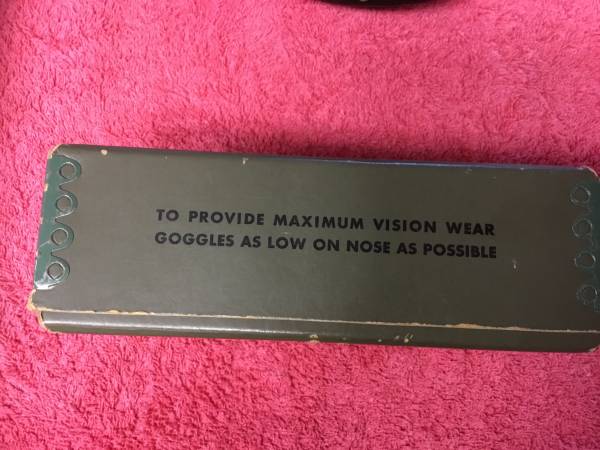 TO PROVIDE MAXIMUM VISION WEAR
GOGGLES AS LOW ON NOSE AS POSSIBLE